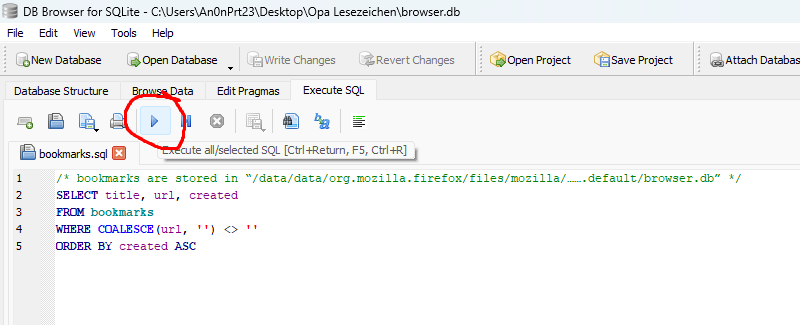 DB Browser for SQLite - C:\Users\An0nPrt23\Desktop\Opa Lesezeichen\browser.db
File Edit View Tools Help
New Database Open Database Write Changes Revert Changes Open Project Save Project Attach Databas
Database Structure Browse Data Edit Pragmas Execute SQL
bookmarks.sql
Execute all/selected SQL [Ctrl+Return, F5, Ctrl+R]
1 /* bookmarks are stored in “/data/data/org.mozilla.firefox/files/mozilla/…….default/browser.db” */
2 SELECT title, url, created
3 FROM bookmarks
4 WHERE COALESCE(url, '') <> ''
5 ORDER BY created ASC